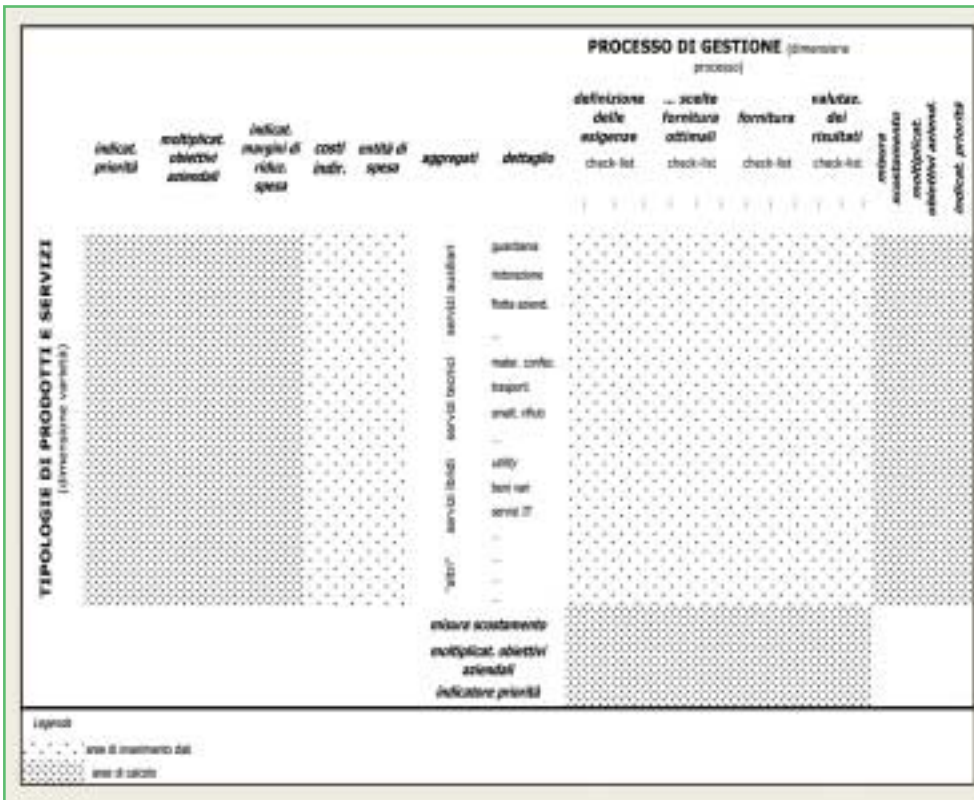 PROCESSO DI GESTIONE (dimensione
processo)
definizione
delle
esigenze
check-list
... scelte
fornitura
ottimali
check-list
fornitura
check-list
valutaz.
dei
risultati
check-list
misura
scostamento
moltiplicat.
obiettivi aziend.
indicat. priorità
indicat.
priorità
moltiplicat.
obiettivi
aziendali
indicat.
margini di
riduz.
spesa
costi
indir.
entità di
spesa
aggregati
dettaglio
TIPOLOGIE DI PRODOTTI E SERVIZI
(dimensione varietà)
servizi ausiliari
guardiania
ristorazione
flotta aziend.
...
servizi tecnici
mater. confez.
trasporti
smalt. rifiuti
...
servizi ibridi
utility
beni vari
servizi IT
...
"altri"
...
...
...
misura scostamento
moltiplicat. obiettivi
aziendali
indicatore priorità
Legenda
aree di inserimento dati
aree di calcolo